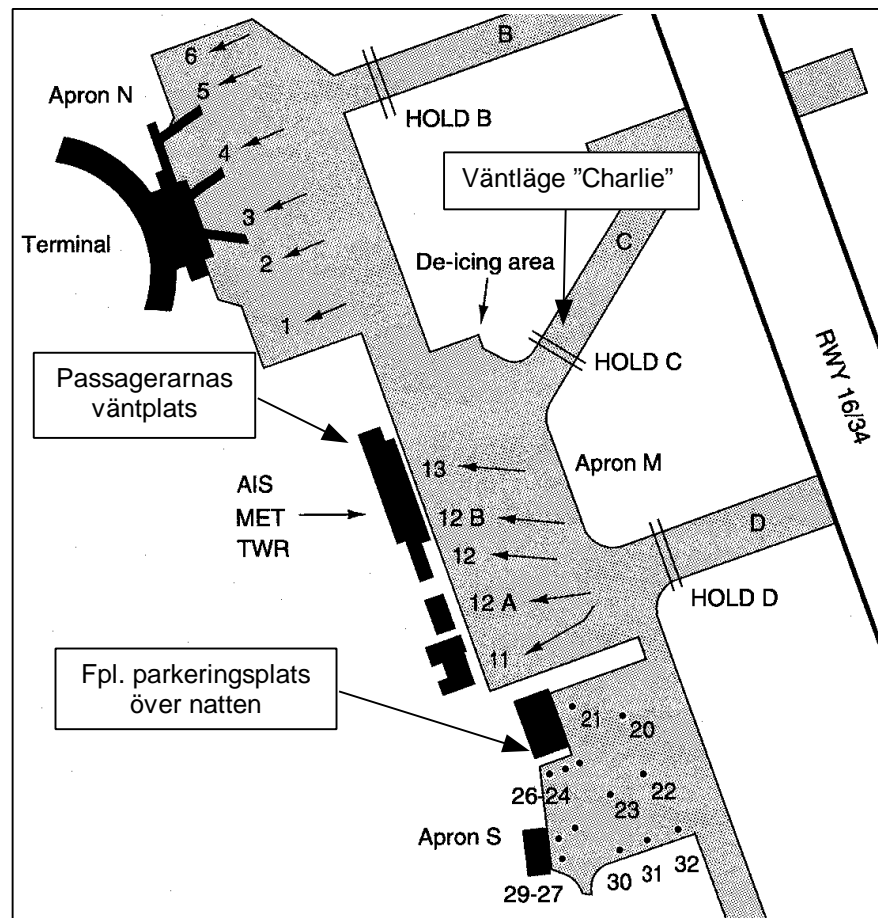 B
6
5
Apron N
HOLD B
4
Väntläge ”Charlie”
3
C
Terminal
2
De-icing area
1
HOLD C
RWY 16/34
Passagerarnas
väntplats
13
Apron M
AIS
MET
TWR
12 B
D
12
12 A
HOLD D
11
Fpl. parkeringsplats
över natten
21
20
26-24
22
23
Apron S
32
31
30
29-27